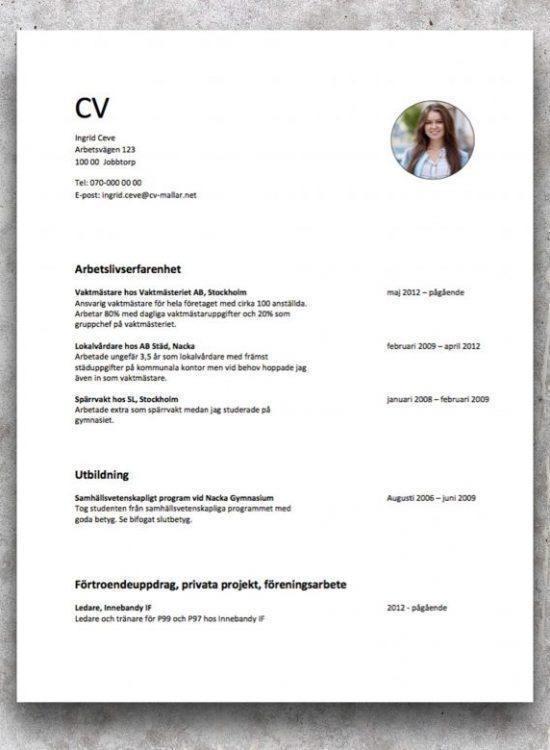 CV
Ingrid Ceve
Arbetsvägen 123
100 00 Jobbtorp
Tel: 070-000 00 00
E-post: ingrid.ceve@cv-mallar.net
Arbetslivserfarenhet
Vaktmästare hos Vaktmästeriet AB, Stockholm
maj 2012 – pågående
Ansvarig vaktmästare för hela företaget med cirka 100 anställda.
Arbetar 80% med dagliga vaktmästaruppgifter och 20% som
gruppchef på vaktmästeriet.
Lokalvårdare hos AB Städ, Nacka
februari 2009 – april 2012
Arbetade ungefär 3,5 år som lokalvårdare med främst
städuppgifter på kommunala kontor men vid behov hoppade jag
även in som vaktmästare.
Spärrvakt hos SL, Stockholm
januari 2008 – februari 2009
Arbetade extra som spärrvakt medan jag studerade på
gymnasiet.
Utbildning
Samhällsvetenskapligt program vid Nacka Gymnasium
Augusti 2006 – juni 2009
Tog studenten från samhällsvetenskapliga programmet med
goda betyg. Se bifogat slutbetyg.
Förtroendeuppdrag, privata projekt, föreningsarbete
Ledare, Innebandy IF
2012 - pågående
Ledare och tränare för P99 och P97 hos Innebandy IF